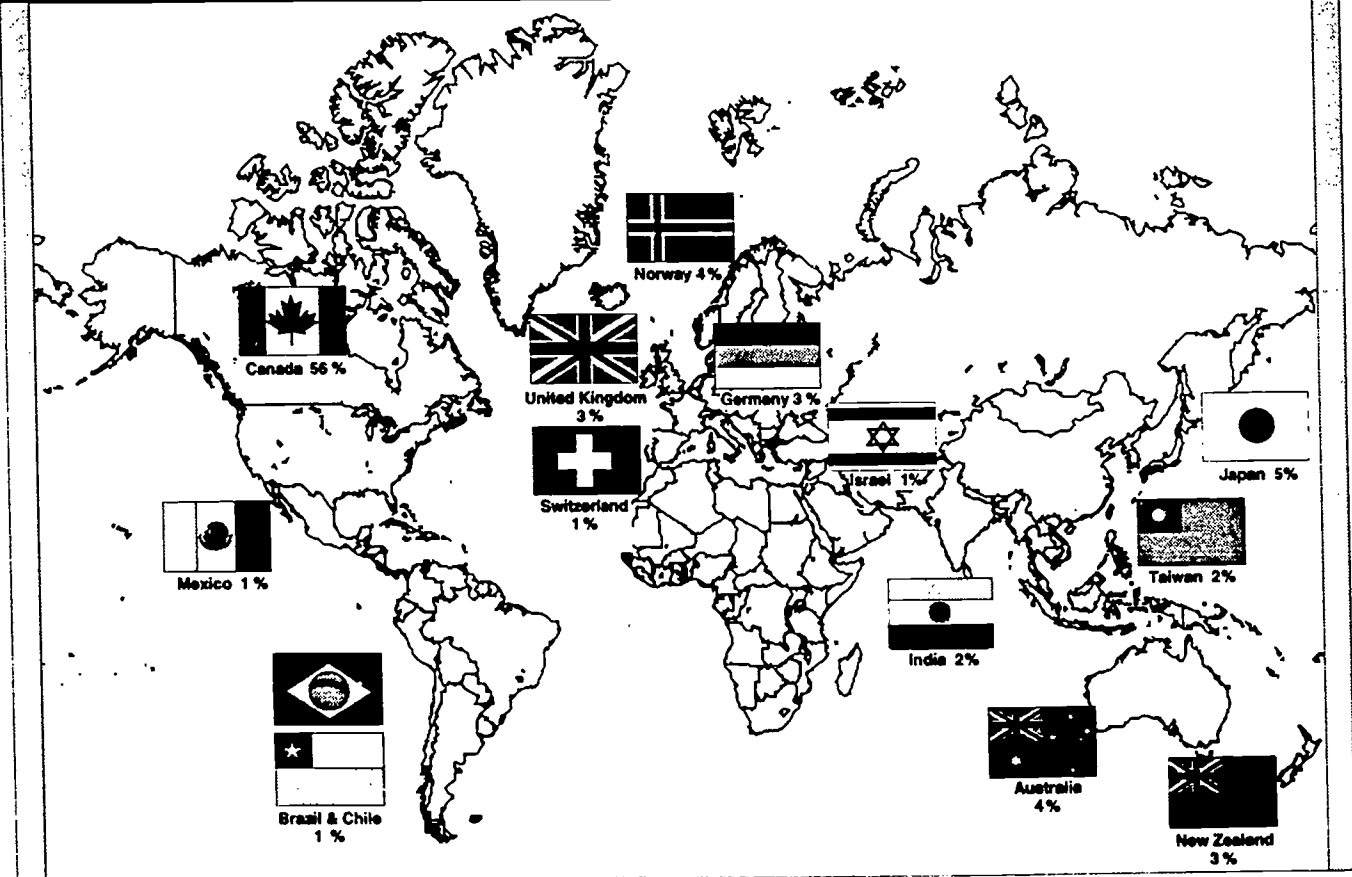 Norway 4%
Canada 56 %
United Kingdom
3 %
Germany 3 %
Switzerland
1 %
Israel 1%
Japan 5%
Mexico 1 %
Taiwan 2%
India 2%
Brazil & Chile
1 %
Australia
4%
New Zealand
3 %